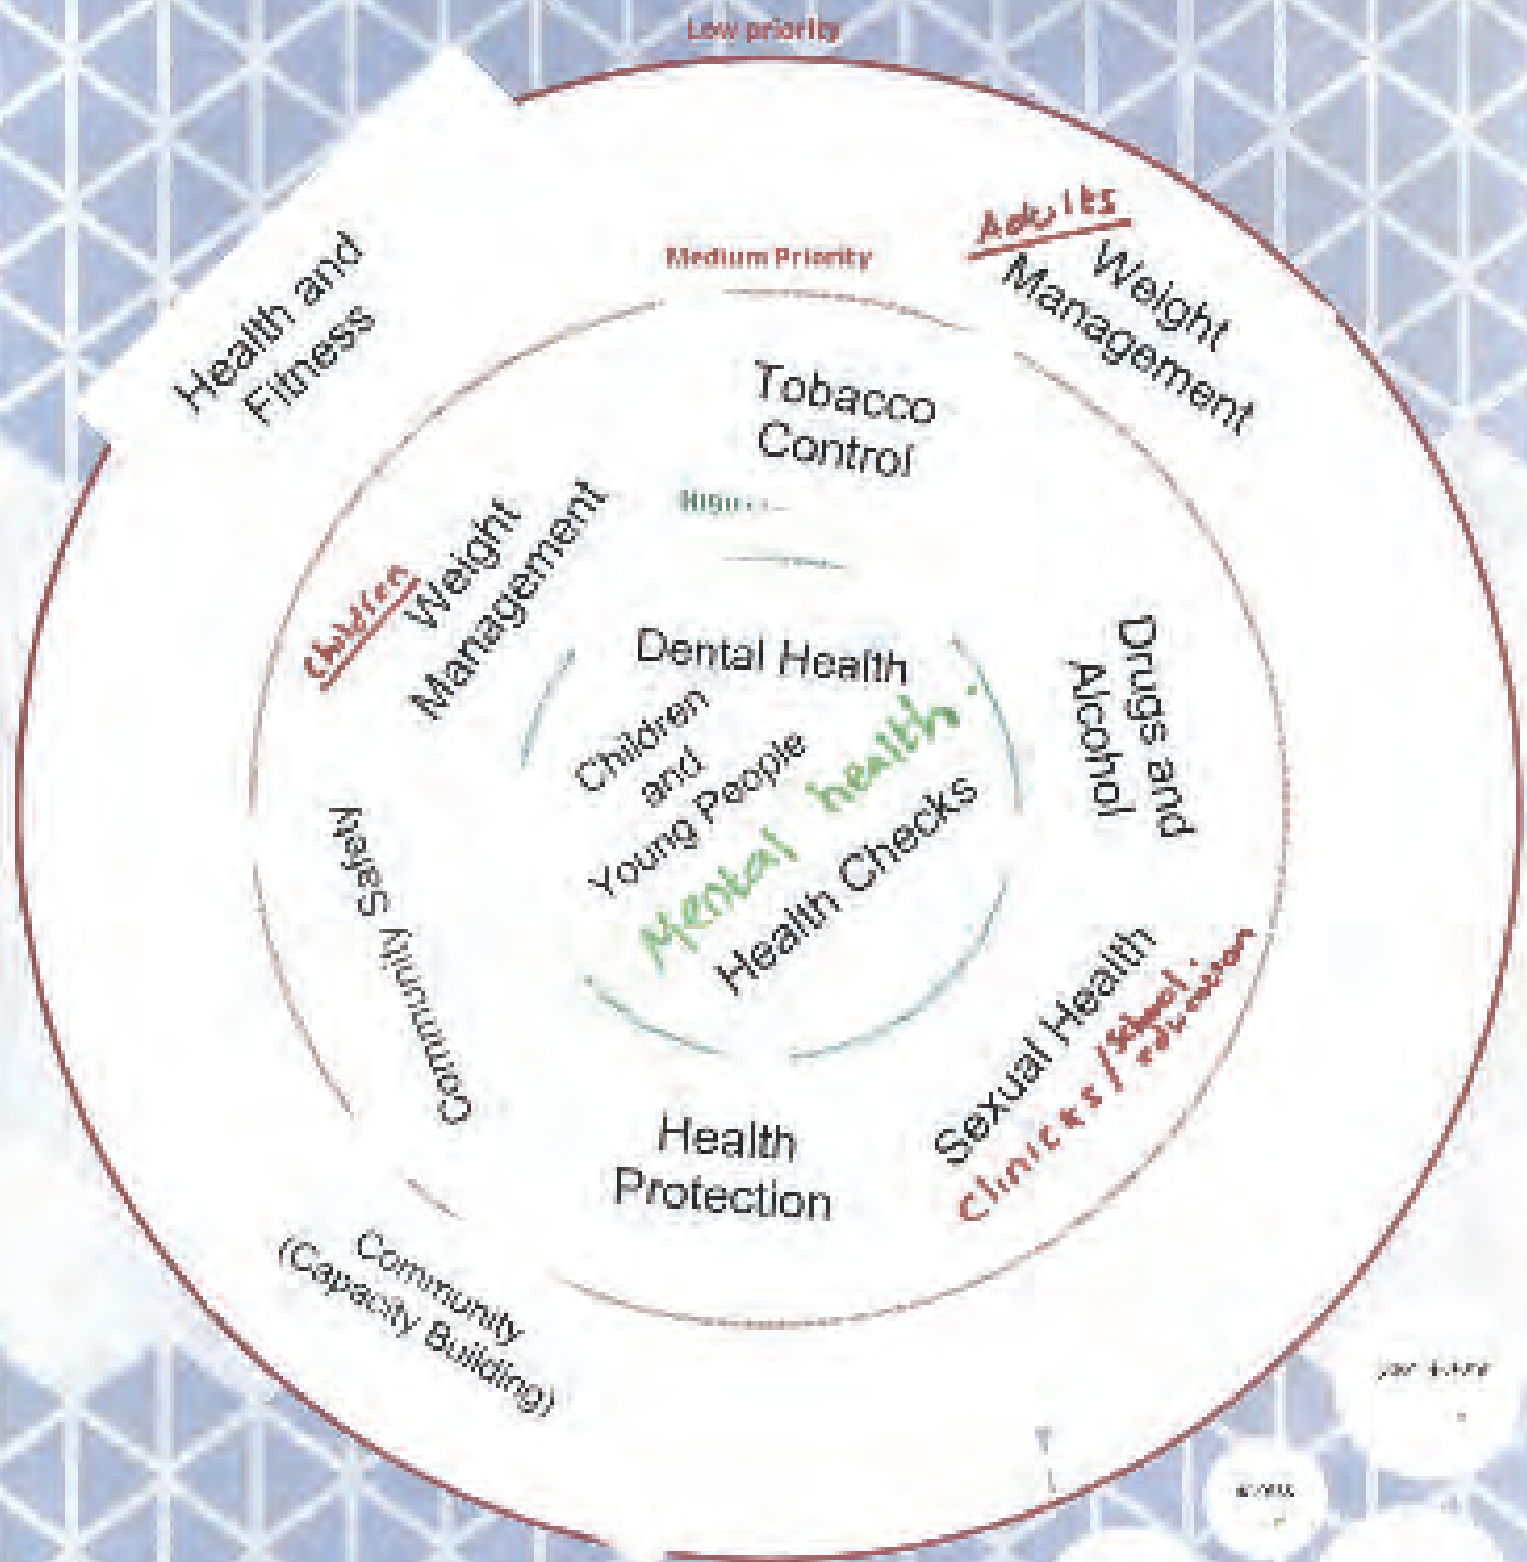 Low priority
Adults
Weight
Management
Medium Priority
Health and
Fitness
Tobacco
Control
Children
Weight
Management
Dental Health
Children
and
Young People
Mental health.
Health Checks
Drugs and
Alcohol
Community Safety
Sexual Health
Clinicks / School.
education
Health
Protection
Community
(Capacity Building)